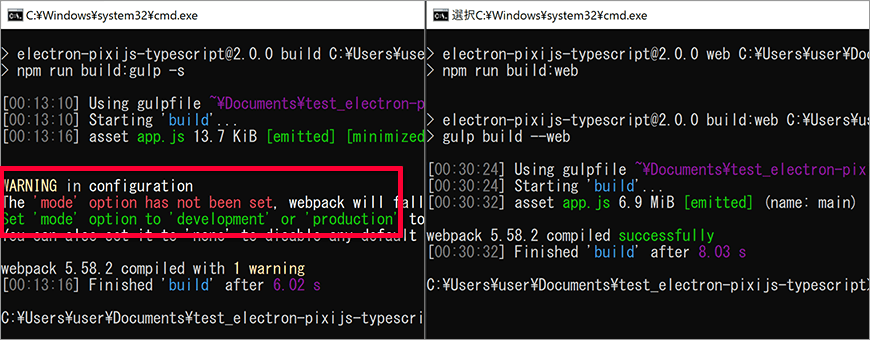 C:¥Windows¥system32¥cmd.exe
> electron-pixijs-typescript@2.0.0 build C:¥Users¥use
> npm run build:gulp -s
[00:13:10] Using gulpfile ~¥Documents¥test_electron-p
[00:13:10] Starting 'build'...
[00:13:16] asset app.js 13.7 KiB [emitted] [minimized
WARNING in configuration
The 'mode' option has not been set, webpack will fall
Set 'mode' option to 'development' or 'production' to
You can also set it to 'none' to disable any default
webpack 5.58.2 compiled with 1 warning
[00:13:16] Finished 'build' after 6.02 s
C:¥Users¥user¥Documents¥test_electron-pixijs-typescri
選択C:¥Windows¥system32¥cmd.exe
> electron-pixijs-typescript@2.0.0 web C:¥Users¥user¥Do
> npm run build:web
> electron-pixijs-typescript@2.0.0 build:web C:¥Users¥u
> gulp build --web
[00:30:24] Using gulpfile ~¥Documents¥test_electron-pix
[00:30:24] Starting 'build'...
[00:30:32] asset app.js 6.9 MiB [emitted] (name: main)
webpack 5.58.2 compiled successfully
[00:30:32] Finished 'build' after 8.03 s
C:¥Users¥user¥Documents¥test_electron-pixijs-typescript>